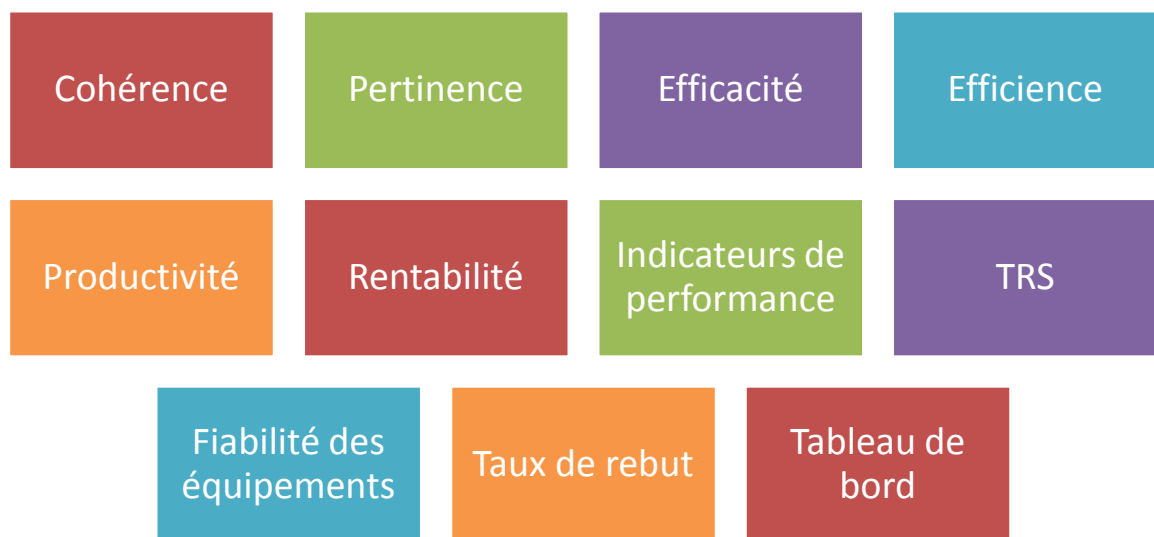 Cohérence
Pertinence
Efficacité
Efficience
Productivité
Rentabilité
Indicateurs de
performance
TRS
Fiabilité des
équipements
Taux de rebut
Tableau de
bord